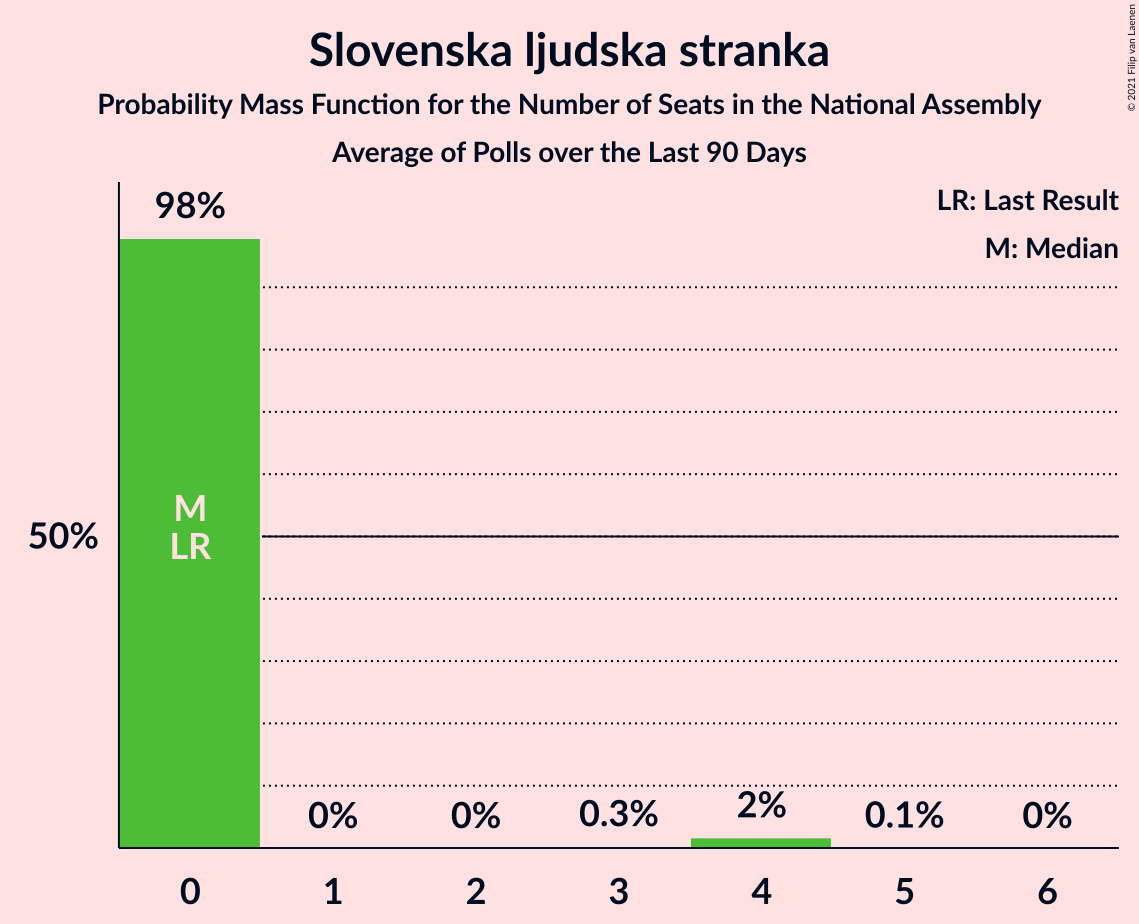 Slovenska ljudska stranka
Probability Mass Function for the Number of Seats in the National Assembly
Average of Polls over the Last 90 Days
© 2021 Filip van Laenen
LR: Last Result
M: Median
98%
M
LR
50%
0%
0%
0.3%
2%
0.1%
0%
0
1
2
3
4
5
6